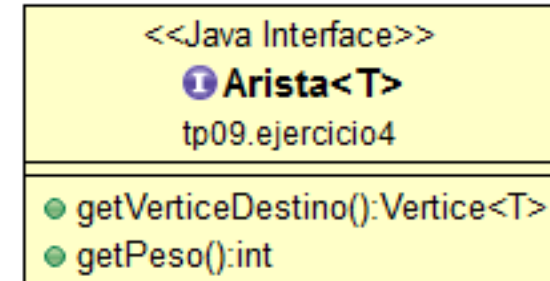 <<Java Interface>>
I Arista<T>
tp09.ejercicio4
getVerticeDestino():Vertice<T>
getPeso():int